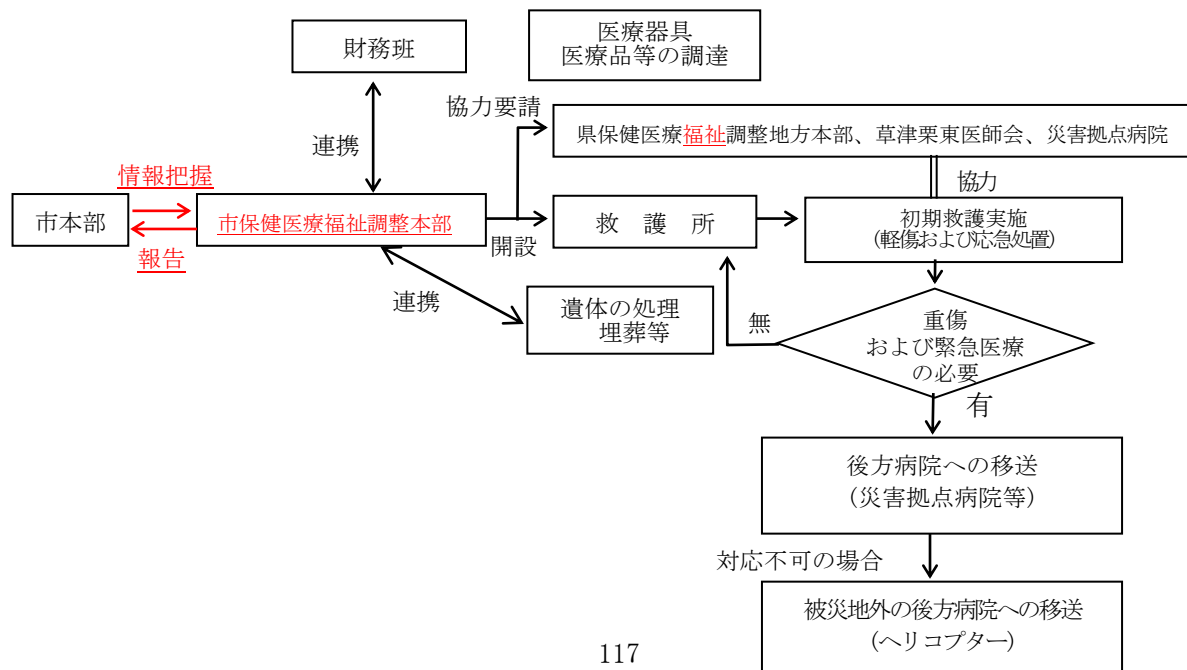 財務班
医療器具
医療品等の調達
協力要請
県保健医療福祉調整地方本部、草津栗東医師会、災害拠点病院
連携
情報把握
協力
市本部
市保健医療福祉調整本部
救　護　所
初期救護実施
(軽傷および応急処置)
開設
報告
連携
遺体の処理
埋葬等
無
重傷
および緊急医療
の必要
有
後方病院への移送
（災害拠点病院等）
対応不可の場合
被災地外の後方病院への移送
（ヘリコプター）
117